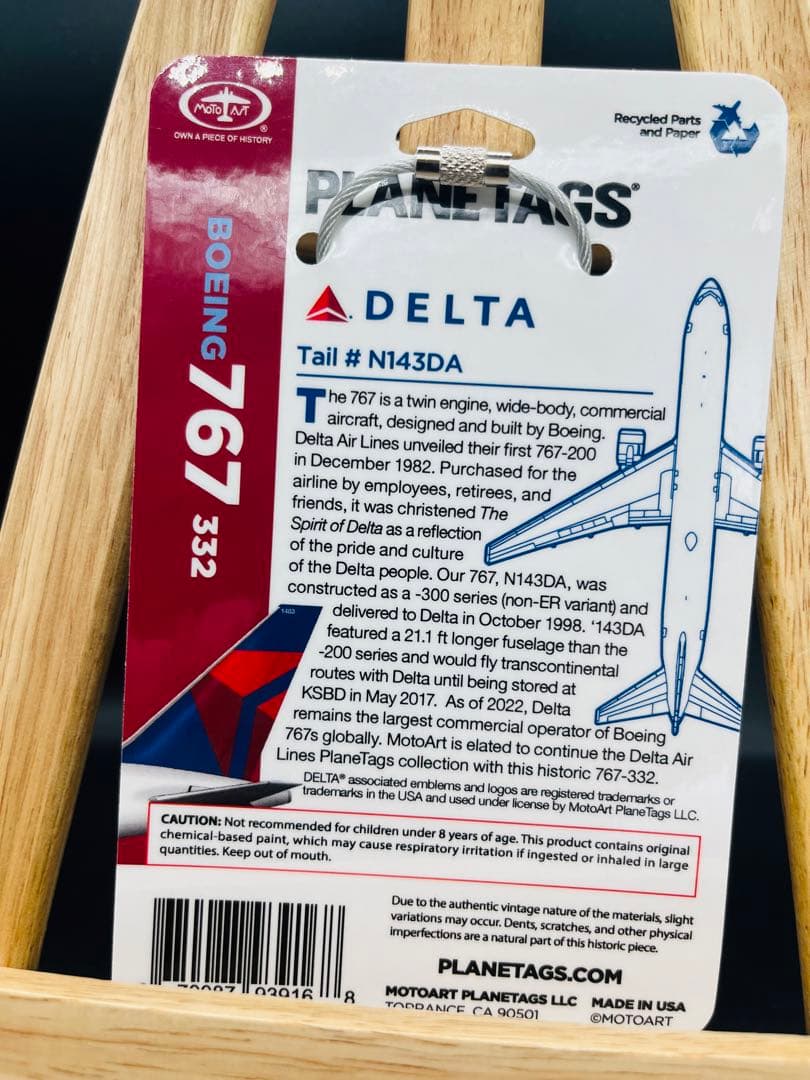 MOTO ART
®
OWN A PIECE OF HISTORY
Recycled Parts
and Paper
PLANETAGS®
BOEING 767 332
DELTA
Tail # N143DA
The 767 is a twin engine, wide-body, commercial
aircraft, designed and built by Boeing.
Delta Air Lines unveiled their first 767-200
in December 1982. Purchased for the
airline by employees, retirees, and
friends, it was christened The
Spirit of Delta as a reflection
of the pride and culture
of the Delta people. Our 767, N143DA, was
constructed as a -300 series (non-ER variant) and
delivered to Delta in October 1998. ‘143DA
featured a 21.1 ft longer fuselage than the
-200 series and would fly transcontinental
routes with Delta until being stored at
KSBD in May 2017. As of 2022, Delta
remains the largest commercial operator of Boeing
767s globally. MotoArt is elated to continue the Delta Air
Lines PlaneTags collection with this historic 767-332.
DELTA® associated emblems and logos are registered trademarks or
trademarks in the USA and used under license by MotoArt PlaneTags LLC.
CAUTION: Not recommended for children under 8 years of age. This product contains original
chemical-based paint, which may cause respiratory irritation if ingested or inhaled in large
quantities. Keep out of mouth.
Due to the authentic vintage nature of the materials, slight
variations may occur. Dents, scratches, and other physical
imperfections are a natural part of this historic piece.
PLANETAGS.COM
MOTOART PLANETAGS LLC MADE IN USA
TORRANCE, CA 90501 ©MOTOART
93916 8